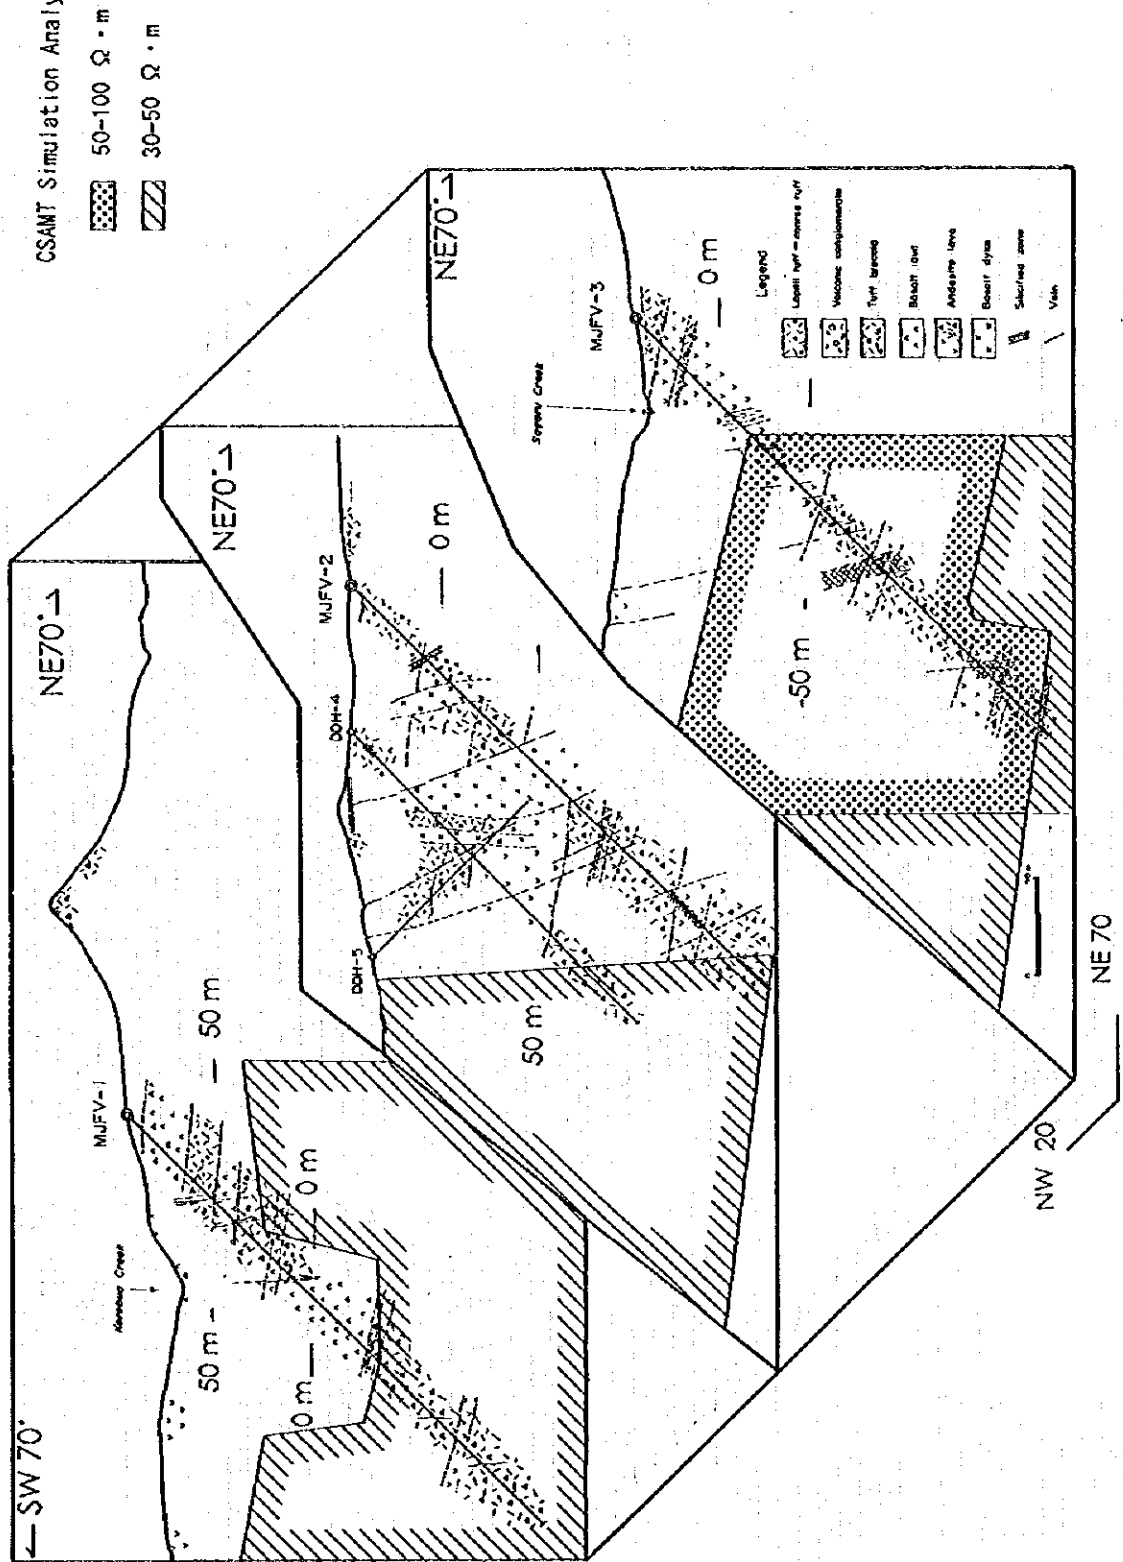 CSAMT Simulation Analy
50-100 Ω・m
30-50 Ω・m
← SW 70°
NE70° →
MJFV-1
Creek
50 m
50 m
0 m
0 m
NE70° →
MJFV-2
DDH-4
DDH-5
0 m
50 m
NE70° →
MJFV-3
Creek
0 m
-50 m
Legend
Lapilli tuff
Volcanic conglomerate
Tuff breccia
Basalt
Andesite lava
Basalt dyke
Silicified zone
Vein
NW 20
NE 70